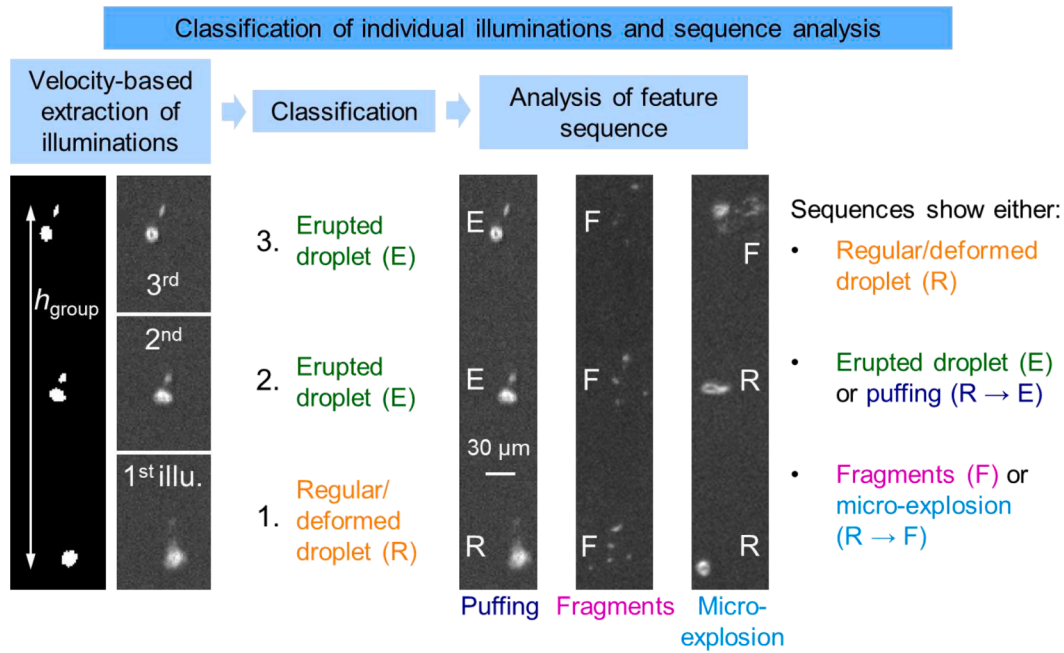 Classification of individual illuminations and sequence analysis
Velocity-based
extraction of
illuminations
Classification
Analysis of feature
sequence
h_group
3rd
2nd
1st illu.
3. Erupted
droplet (E)
2. Erupted
droplet (E)
1. Regular/
deformed
droplet (R)
E
E
30 µm
R
Puffing
F
F
F
Fragments
F
R
R
Micro-
explosion
Sequences show either:
• Regular/deformed
droplet (R)
• Erupted droplet (E)
or puffing (R → E)
• Fragments (F) or
micro-explosion
(R → F)